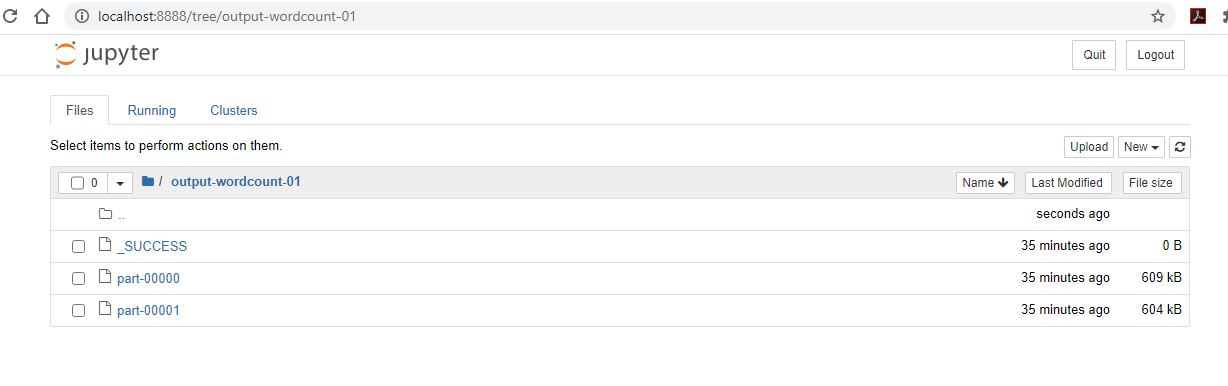 localhost:8888/tree/output-wordcount-01
jupyter
Quit
Logout
Files
Running
Clusters
Select items to perform actions on them.
Upload
New
0
/ output-wordcount-01
Name
Last Modified
File size
..
seconds ago
_SUCCESS
35 minutes ago
0 B
part-00000
35 minutes ago
609 kB
part-00001
35 minutes ago
604 kB